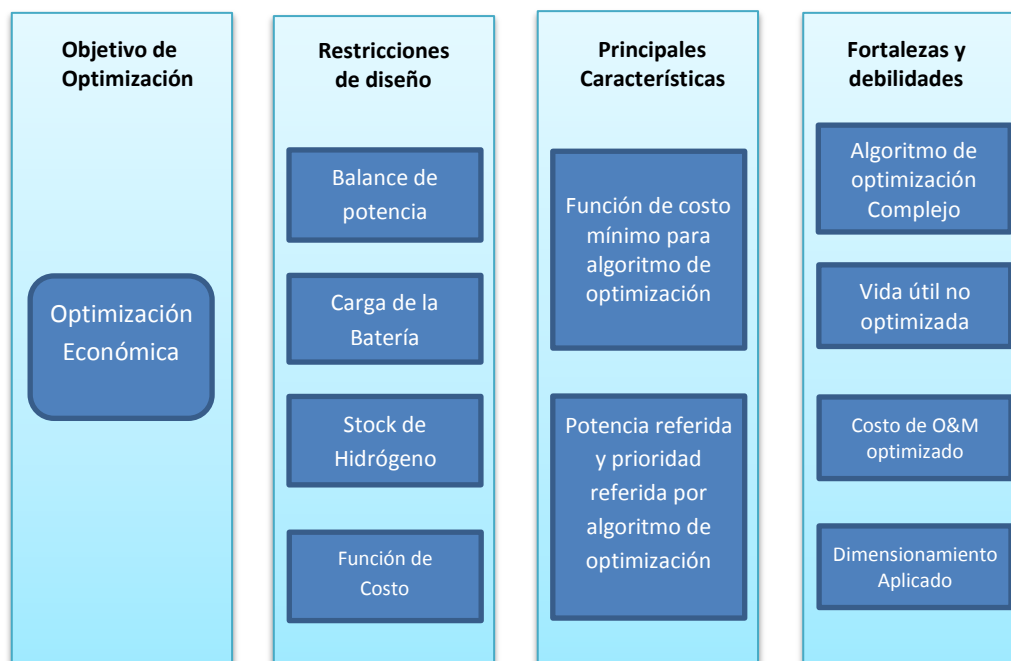 Objetivo de
Optimización
Optimización
Económica
Restricciones
de diseño
Balance de
potencia
Carga de la
Batería
Stock de
Hidrógeno
Función de
Costo
Principales
Características
Función de costo
mínimo para
algoritmo de
optimización
Potencia referida
y prioridad
referida por
algoritmo de
optimización
Fortalezas y
debilidades
Algoritmo de
optimización
Complejo
Vida útil no
optimizada
Costo de O&M
optimizado
Dimensionamiento
Aplicado